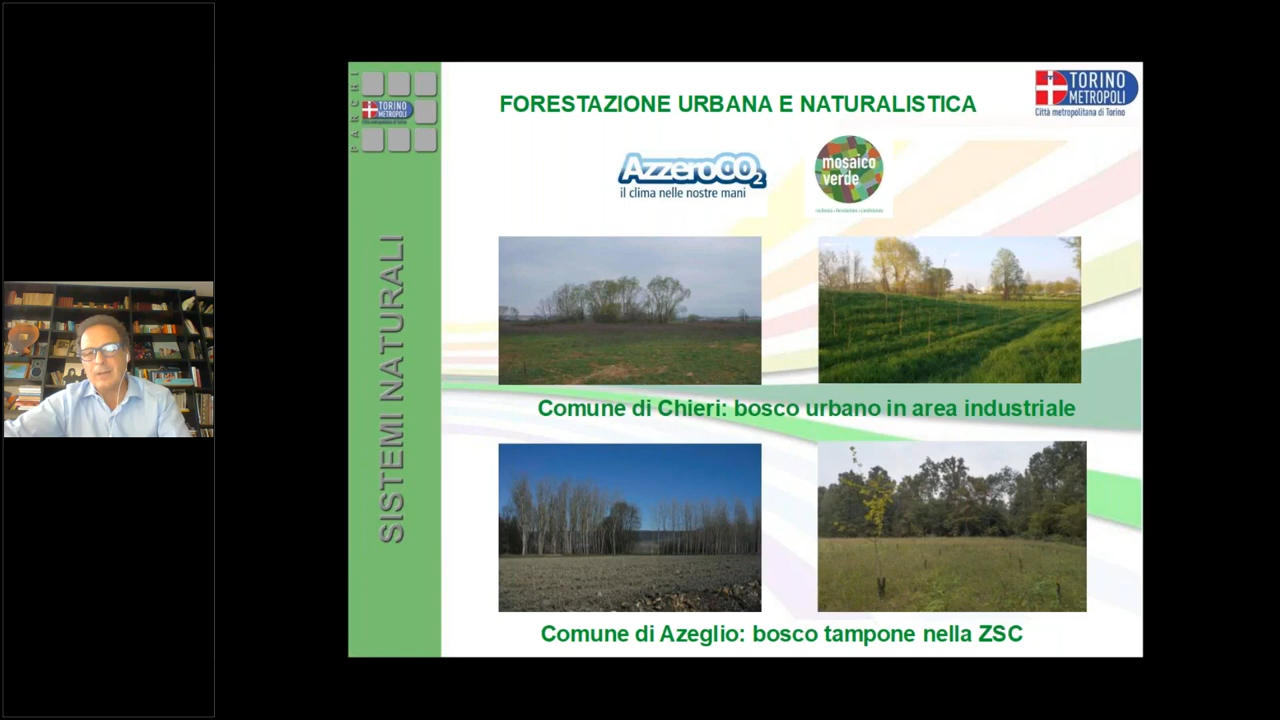 PARCHI
TORINO
METROPOLI
SISTEMI NATURALI
FORESTAZIONE URBANA E NATURALISTICA
TORINO
METROPOLI
Città metropolitana di Torino
AzzeroCO2
il clima nelle nostre mani
mosaico
verde
Comune di Chieri: bosco urbano in area industriale
Comune di Azeglio: bosco tampone nella ZSC